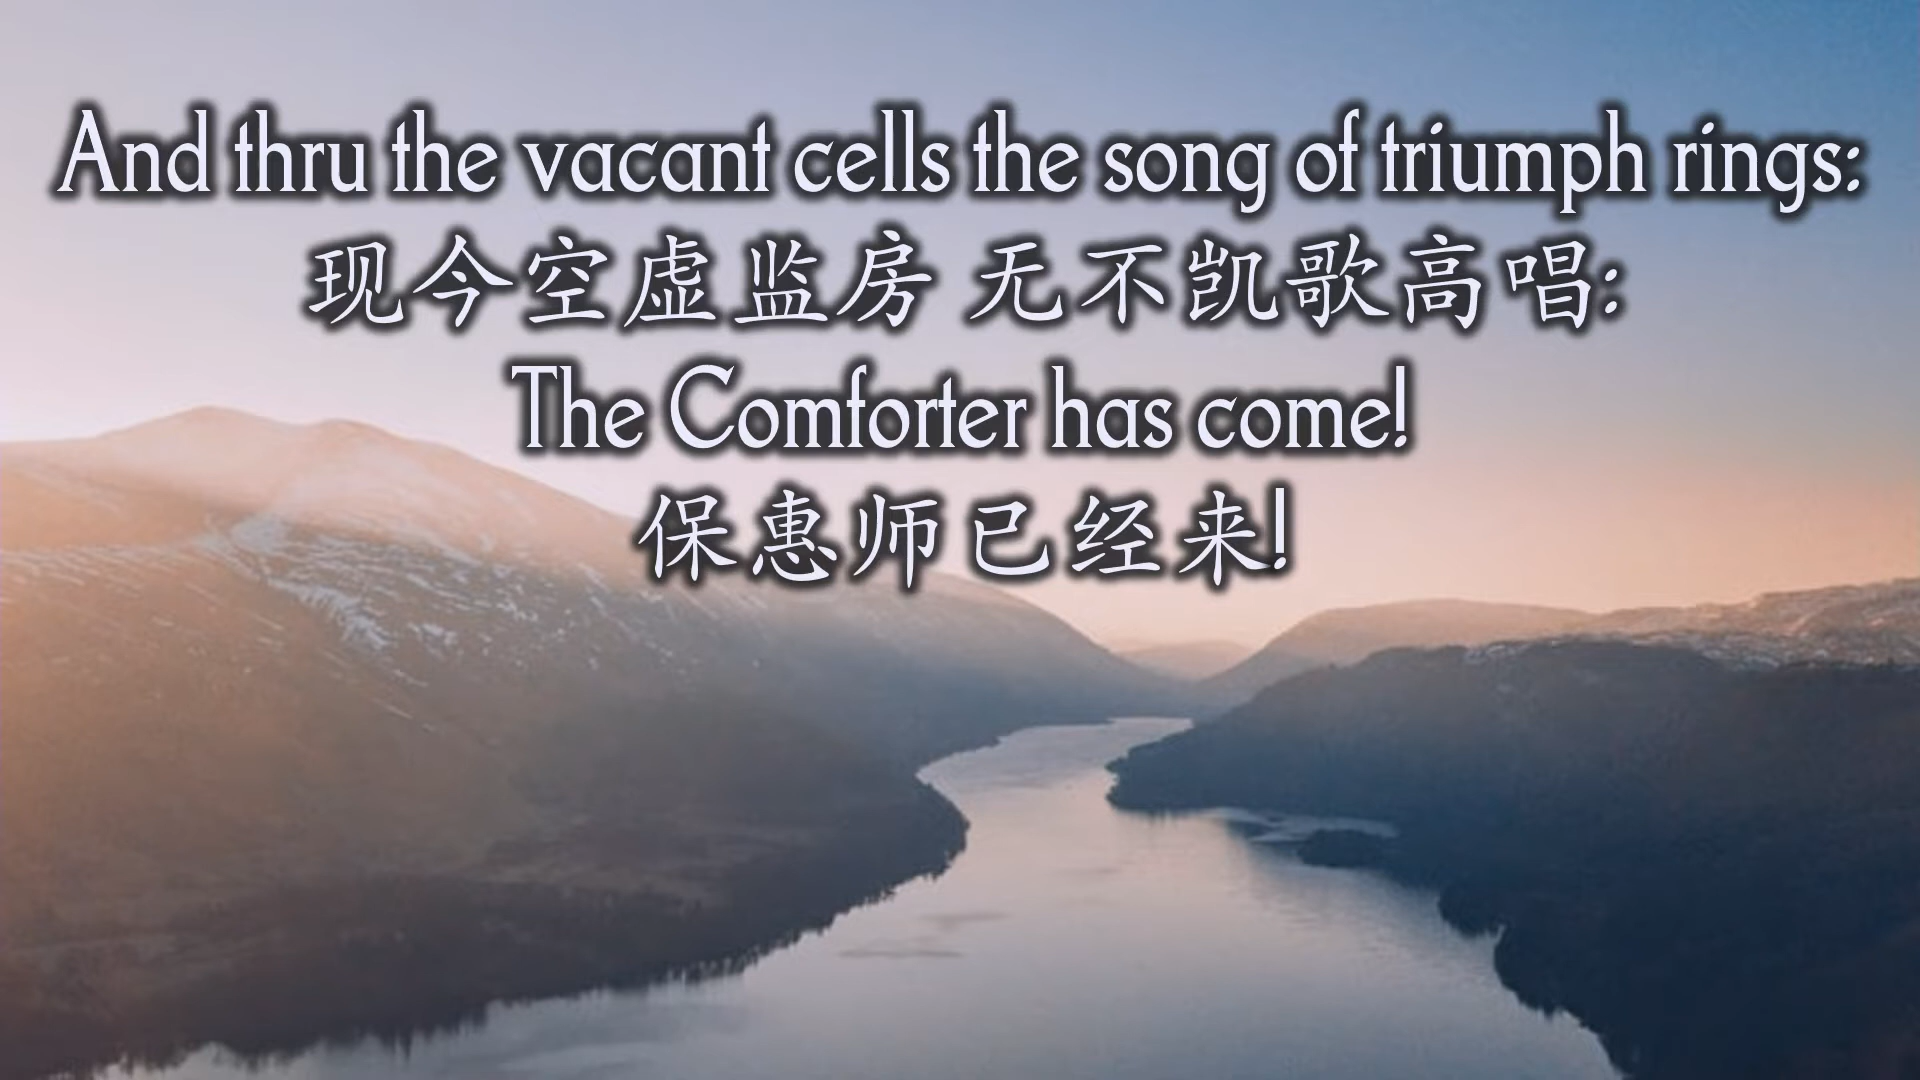 And thru the vacant cells the song of triumph rings:
现今空虚监房 无不凯歌高唱:
The Comforter has come!
保惠师已经来!